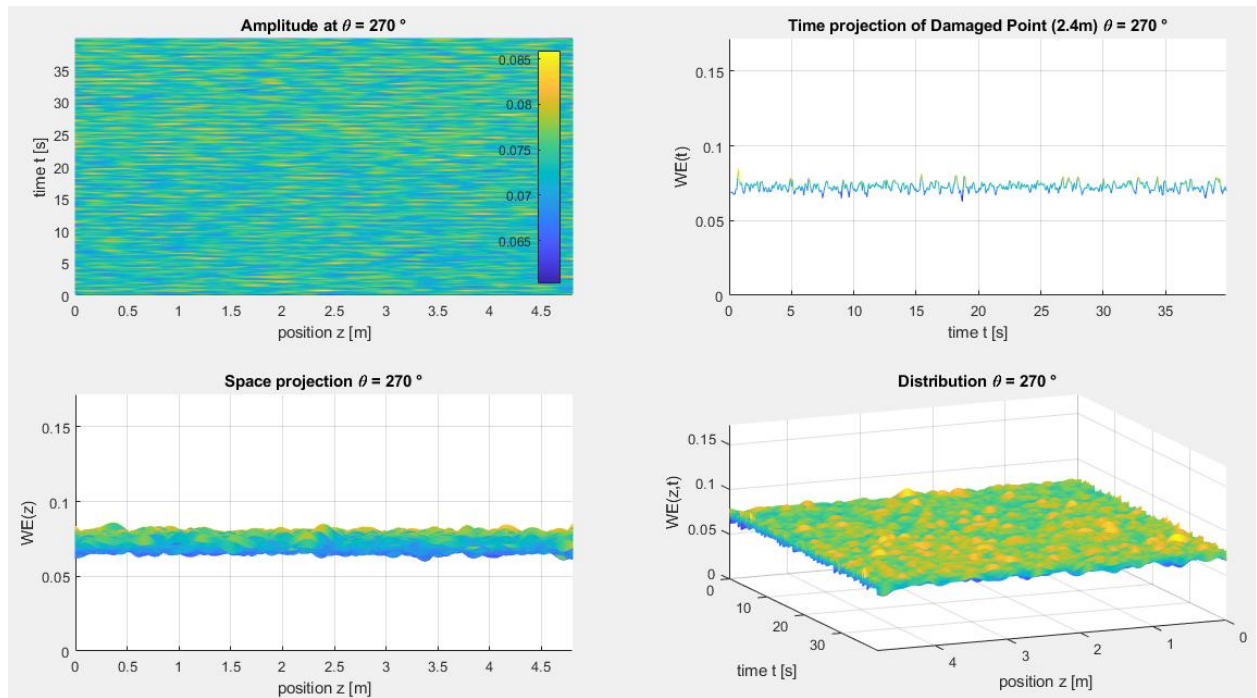 Amplitude at θ = 270 °
35
30
25
20
15
10
5
0
time t [s]
0 0.5 1 1.5 2 2.5 3 3.5 4 4.5
position z [m]
0.085
0.08
0.075
0.07
0.065
Time projection of Damaged Point (2.4m) θ = 270 °
0.15
0.1
0.05
0
WE(t)
0 5 10 15 20 25 30 35
time t [s]
Space projection θ = 270 °
0.15
0.1
0.05
0
WE(z)
0 0.5 1 1.5 2 2.5 3 3.5 4 4.5
position z [m]
Distribution θ = 270 °
0.15
0.1
0.05
0
WE(z,t)
0
10
20
30
time t [s]
4 3 2 1 0
position z [m]